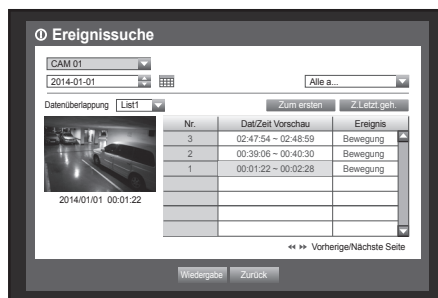 Ereignissuche
CAM 01
2014-01-01
Alle a...
Datenüberlappung List1 Zum ersten Z.Letzt.geh.
Nr. Dat/Zeit Vorschau Ereignis
3 02:47:54 ~ 02:48:59 Bewegung
2 00:39:06 ~ 00:40:30 Bewegung
1 00:01:22 ~ 00:02:28 Bewegung
2014/01/01 00:01:22
Vorherige/Nächste Seite
Wiedergabe Zurück